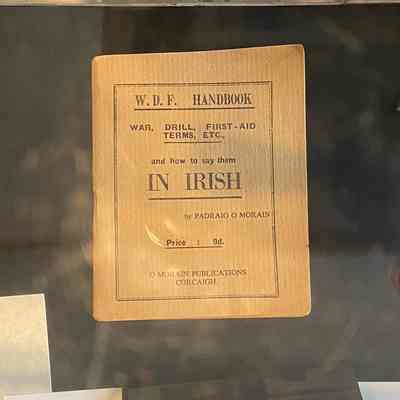 W. D. F. HANDBOOK
WAR, DRILL, FIRST-AID
TERMS, ETC.,
and how to say them
IN IRISH
by PADRAIG O MORAIN
Price : 9d.
O MORAIN PUBLICATIONS
CORCAIGH.